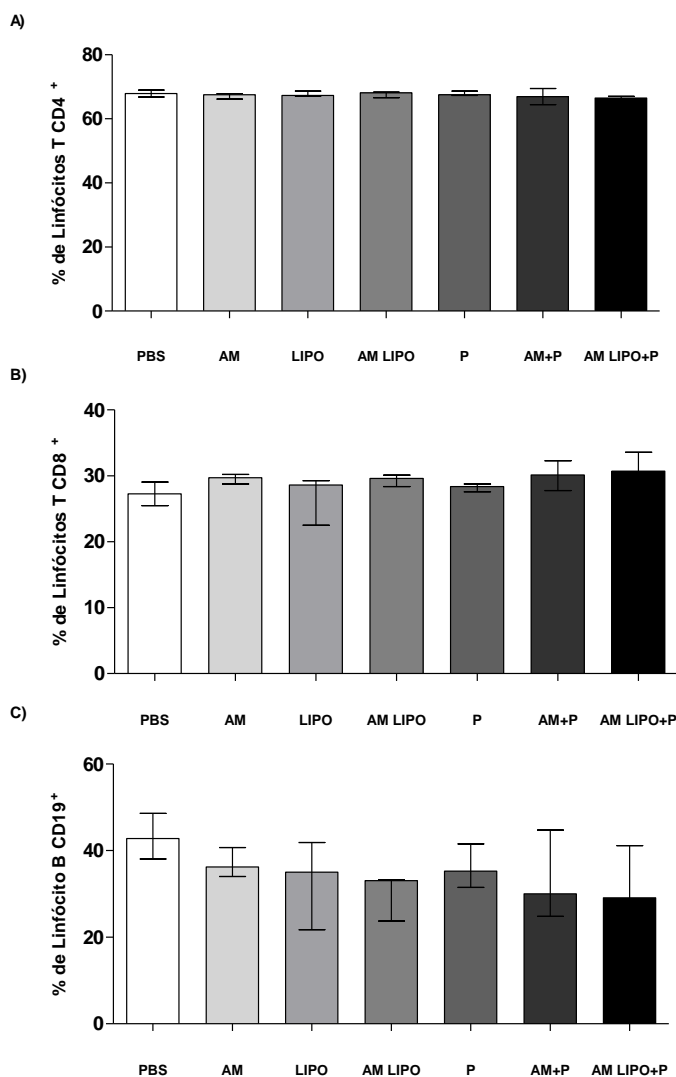 A)
% de Linfócitos T CD4 +
80
60
40
20
0
PBS AM LIPO AM LIPO P AM+P AM LIPO+P
B)
% de Linfócitos T CD8 +
40
30
20
10
0
PBS AM LIPO AM LIPO P AM+P AM LIPO+P
C)
% de Linfócito B CD19+
60
40
20
0
PBS AM LIPO AM LIPO P AM+P AM LIPO+P